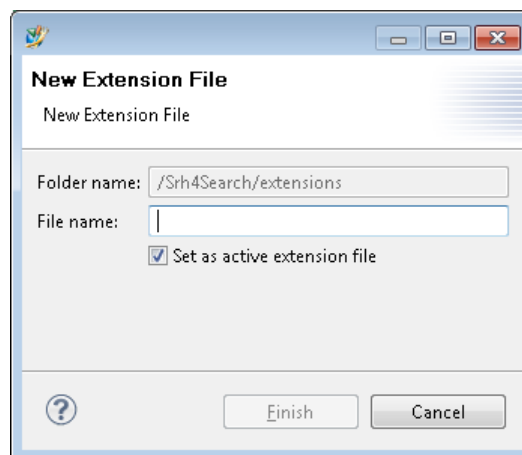 New Extension File
New Extension File
Folder name: /Srh4Search/extensions
File name:
Set as active extension file
? Finish Cancel